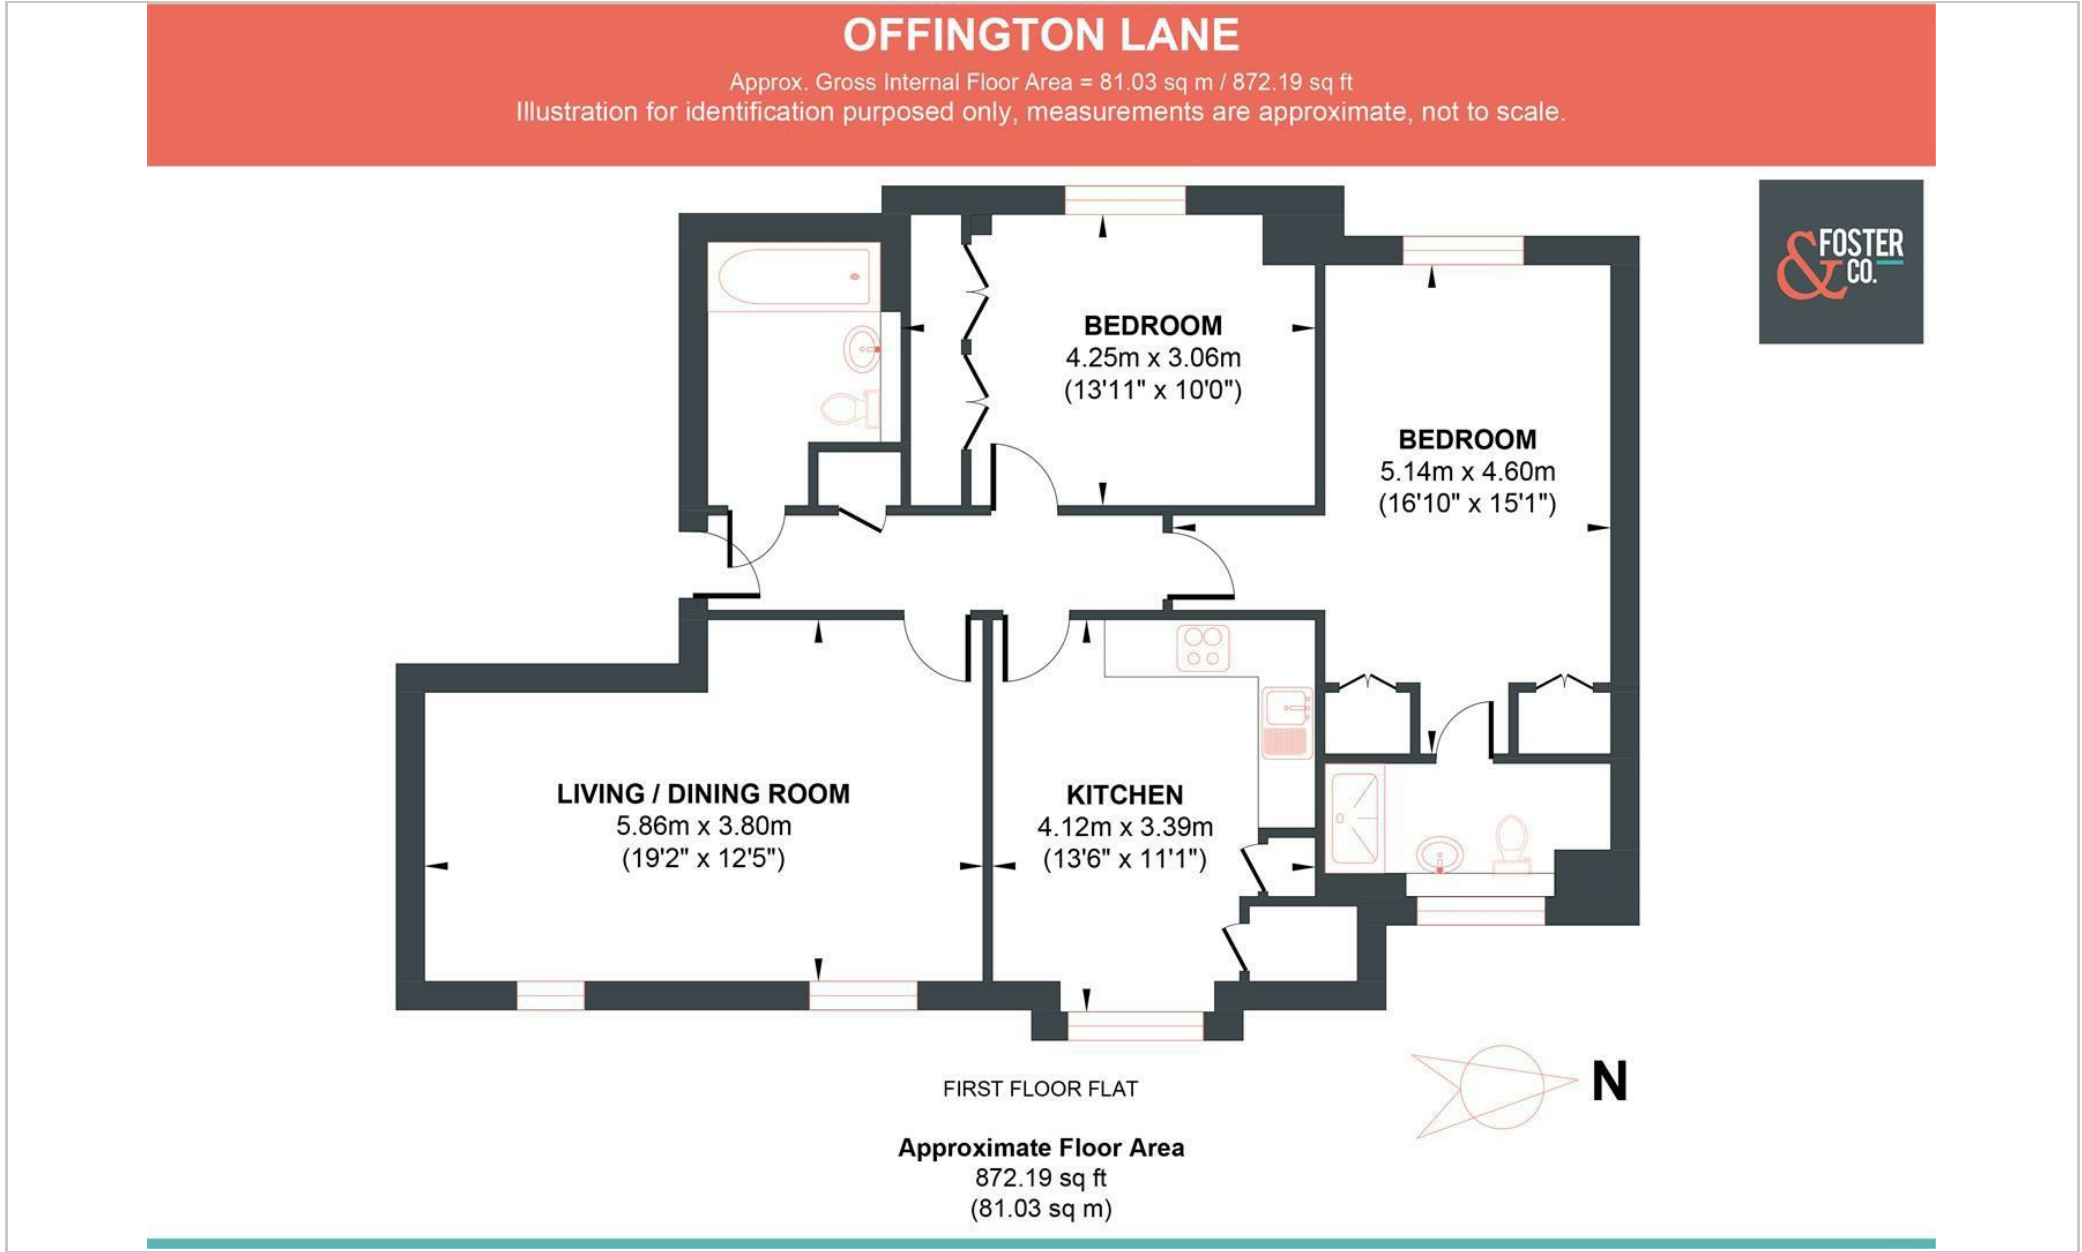 OFFINGTON LANE
Approx. Gross Internal Floor Area = 81.03 sq m / 872.19 sq ft
Illustration for identification purposed only, measurements are approximate, not to scale.
&FOSTER
CO.
BEDROOM
4.25m x 3.06m
(13'11" x 10'0")
BEDROOM
5.14m x 4.60m
(16'10" x 15'1")
LIVING / DINING ROOM
5.86m x 3.80m
(19'2" x 12'5")
KITCHEN
4.12m x 3.39m
(13'6" x 11'1")
N
FIRST FLOOR FLAT
Approximate Floor Area
872.19 sq ft
(81.03 sq m)